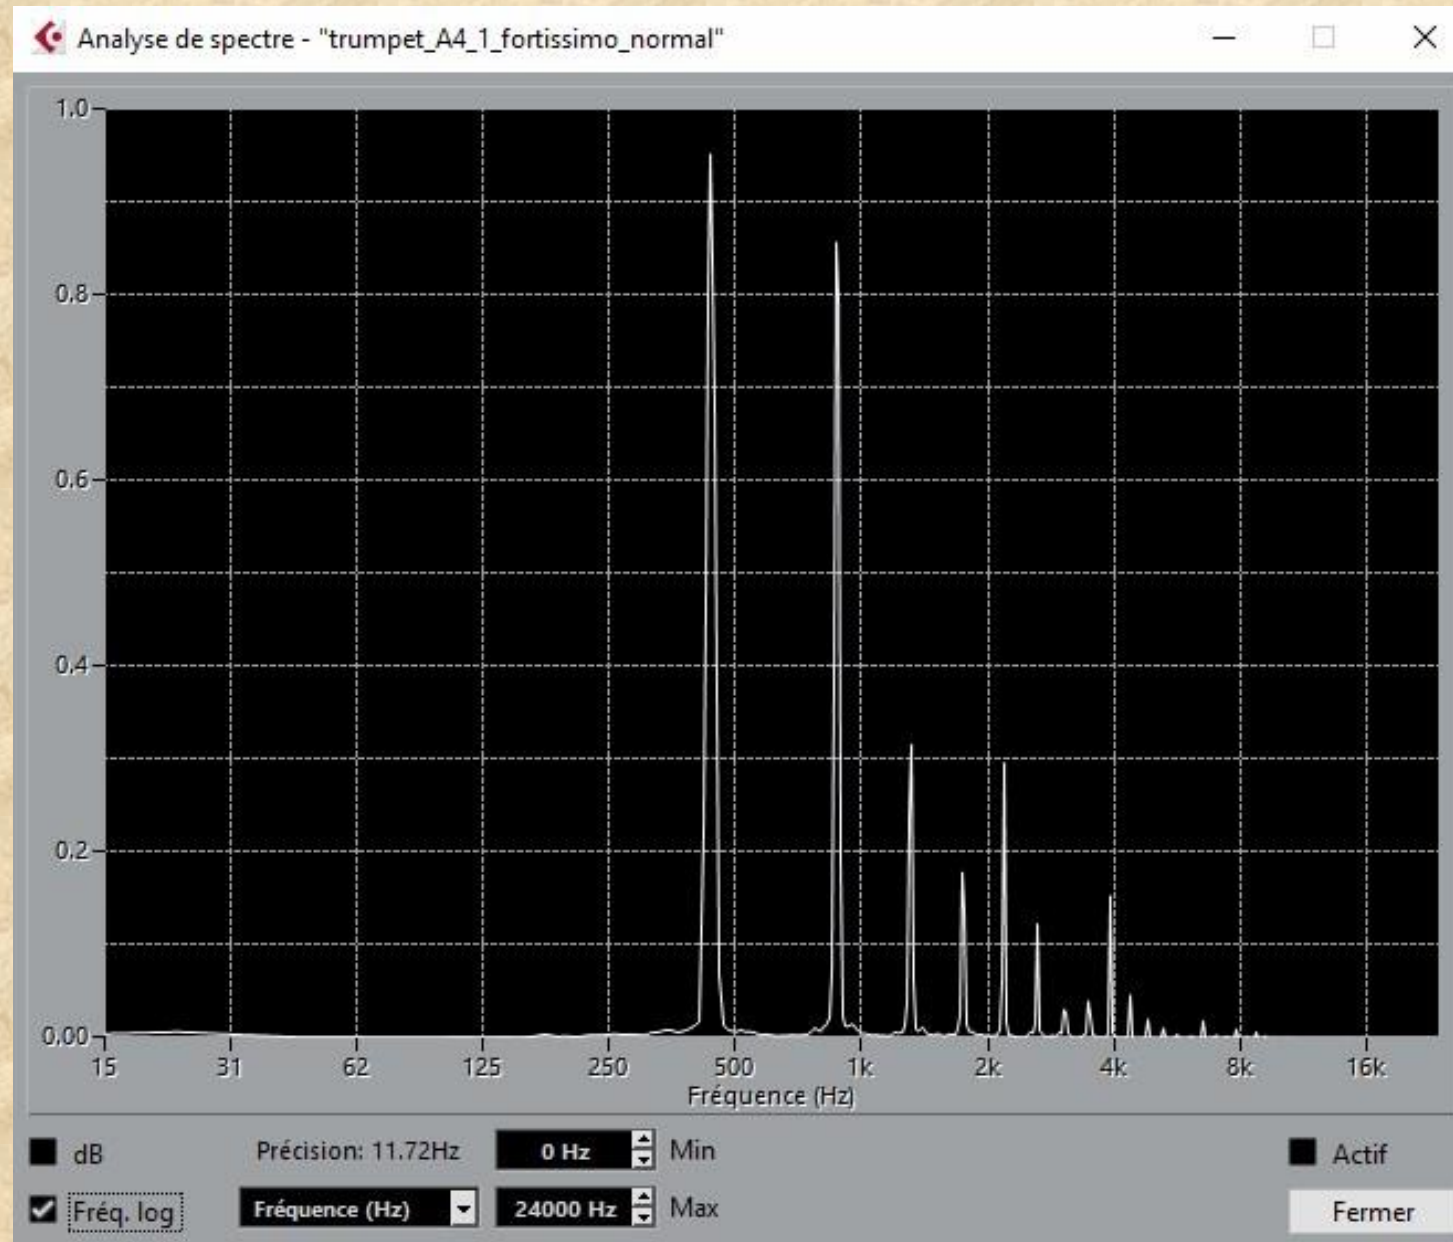 Analyse de spectre - "trumpet_A4_1_fortissimo_normal"
1.0
0.8
0.6
0.4
0.2
0.00
15 31 62 125 250 500 1k 2k 4k 8k 16k
Fréquence (Hz)
dB Précision: 11.72Hz 0 Hz Min Actif
Fréq. log Fréquence (Hz) 24000 Hz Max Fermer